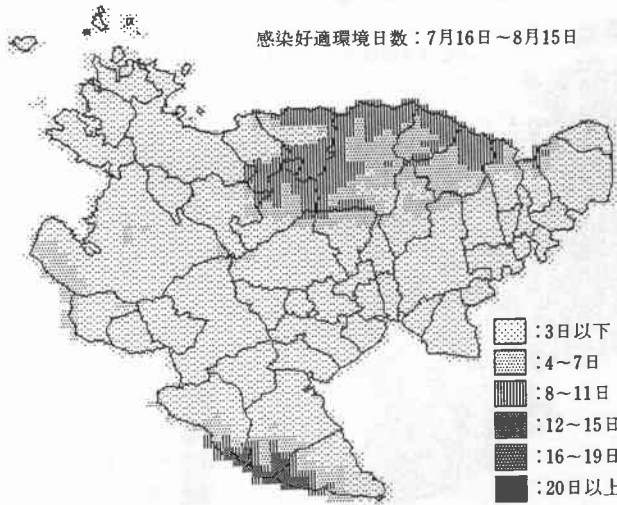 感染好適環境日数：7月16日～8月15日
：3日以下
：4～7日
：8～11日
：12～15日
：16～19日
：20日以上